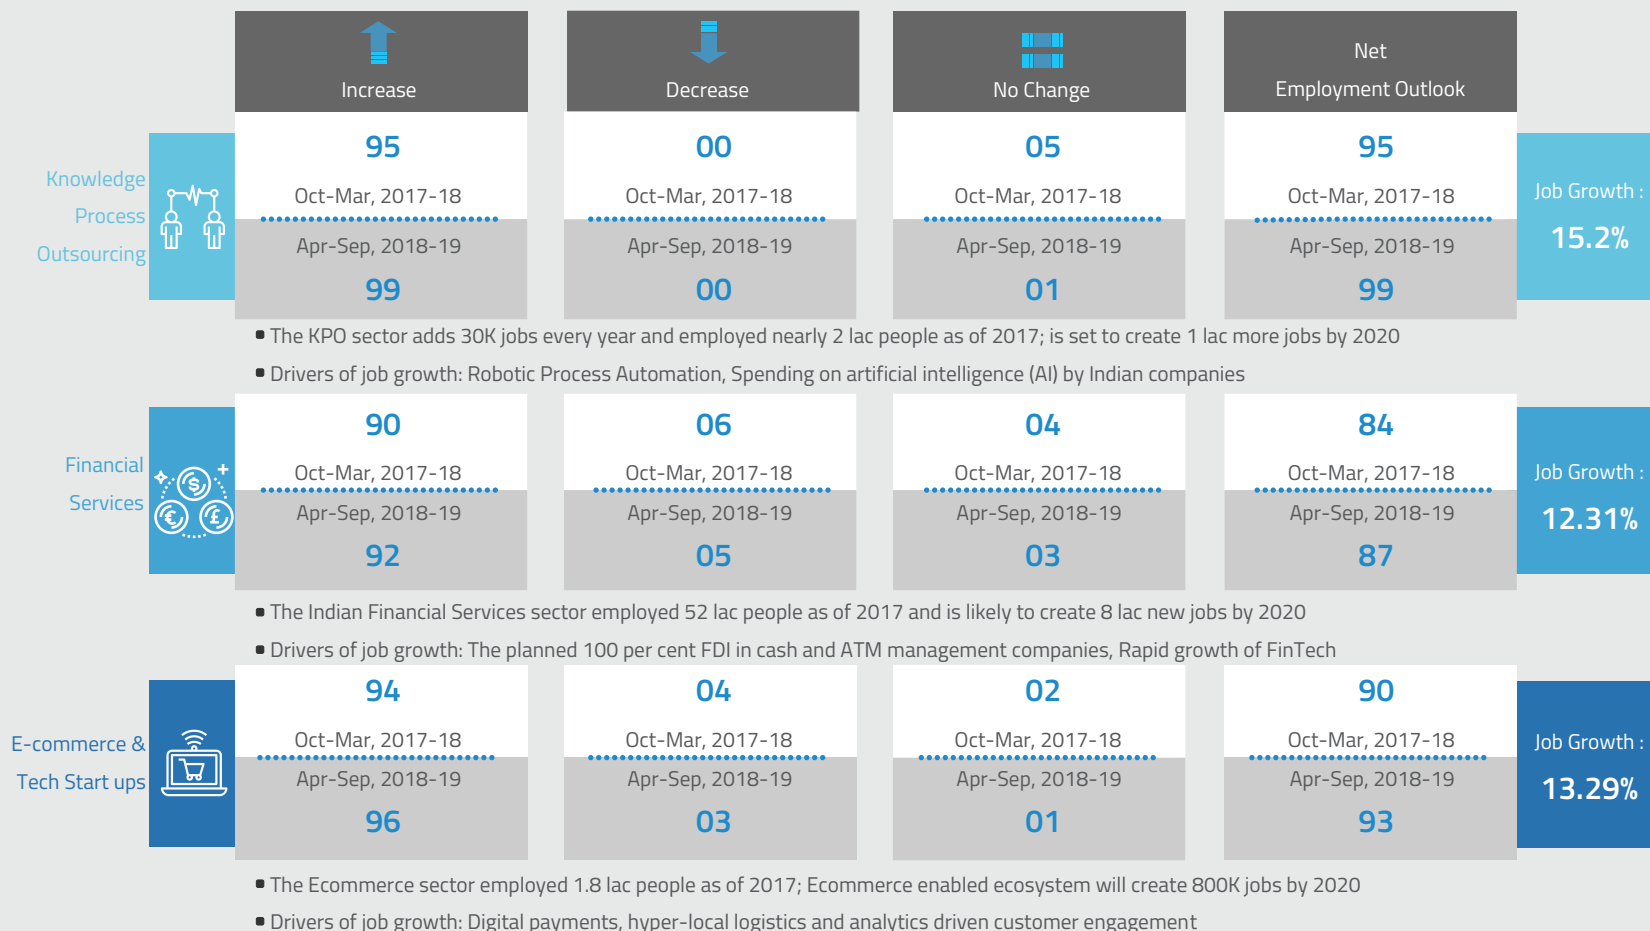 Increase
Decrease
No Change
Net
Employment Outlook
Knowledge
Process
Outsourcing
95
Oct-Mar, 2017-18
Apr-Sep, 2018-19
99
00
Oct-Mar, 2017-18
Apr-Sep, 2018-19
00
05
Oct-Mar, 2017-18
Apr-Sep, 2018-19
01
95
Oct-Mar, 2017-18
Apr-Sep, 2018-19
99
Job Growth :
15.2%
The KPO sector adds 30K jobs every year and employed nearly 2 lac people as of 2017; is set to create 1 lac more jobs by 2020
Drivers of job growth: Robotic Process Automation, Spending on artificial intelligence (AI) by Indian companies
Financial
Services
90
Oct-Mar, 2017-18
Apr-Sep, 2018-19
92
06
Oct-Mar, 2017-18
Apr-Sep, 2018-19
05
04
Oct-Mar, 2017-18
Apr-Sep, 2018-19
03
84
Oct-Mar, 2017-18
Apr-Sep, 2018-19
87
Job Growth :
12.31%
The Indian Financial Services sector employed 52 lac people as of 2017 and is likely to create 8 lac new jobs by 2020
Drivers of job growth: The planned 100 per cent FDI in cash and ATM management companies, Rapid growth of FinTech
E-commerce &
Tech Start ups
94
Oct-Mar, 2017-18
Apr-Sep, 2018-19
96
04
Oct-Mar, 2017-18
Apr-Sep, 2018-19
03
02
Oct-Mar, 2017-18
Apr-Sep, 2018-19
01
90
Oct-Mar, 2017-18
Apr-Sep, 2018-19
93
Job Growth :
13.29%
The Ecommerce sector employed 1.8 lac people as of 2017; Ecommerce enabled ecosystem will create 800K jobs by 2020
Drivers of job growth: Digital payments, hyper-local logistics and analytics driven customer engagement